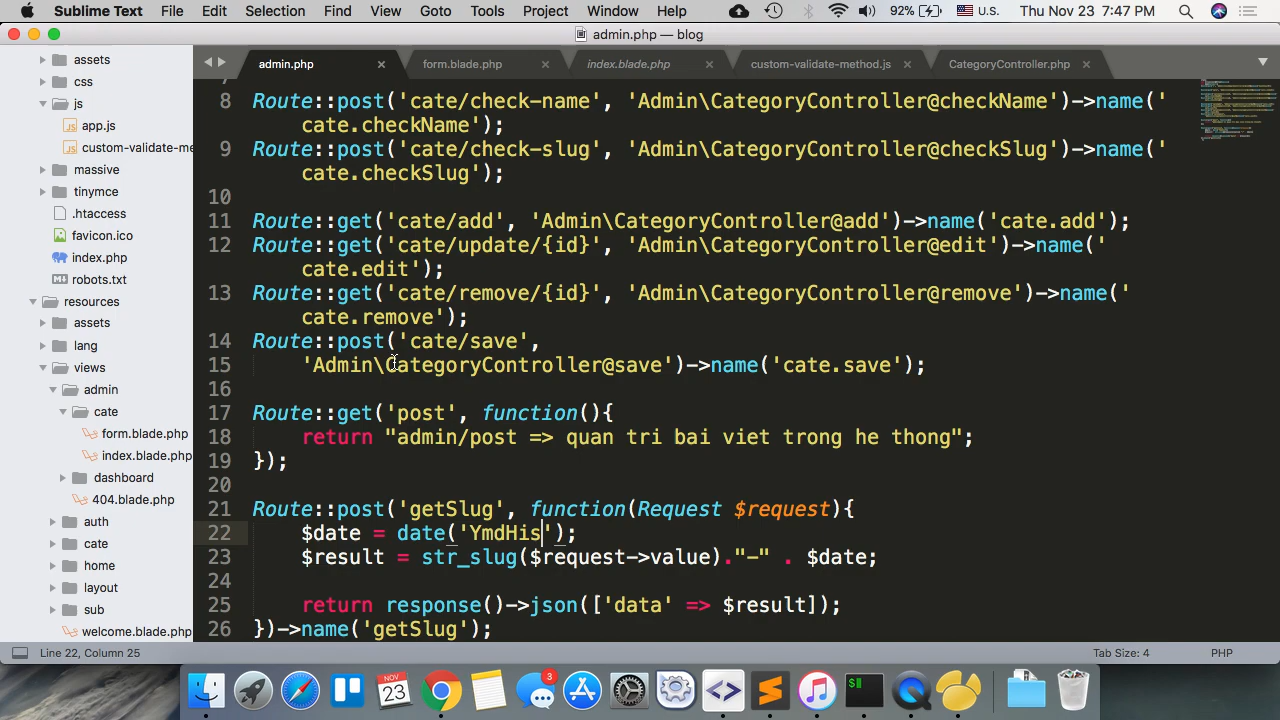 Sublime Text File Edit Selection Find View Goto Tools Project Window Help 92% U.S. Thu Nov 23 7:47 PM
admin.php — blog
assets
css
js
app.js
custom-validate-me
massive
tinymce
.htaccess
favicon.ico
index.php
robots.txt
resources
assets
lang
views
admin
cate
form.blade.php
index.blade.php
dashboard
404.blade.php
auth
cate
home
layout
sub
welcome.blade.php
admin.php form.blade.php index.blade.php custom-validate-method.js CategoryController.php
8 Route::post('cate/check-name', 'Admin\CategoryController@checkName')->name('
cate.checkName');
9 Route::post('cate/check-slug', 'Admin\CategoryController@checkSlug')->name('
cate.checkSlug');
10
11 Route::get('cate/add', 'Admin\CategoryController@add')->name('cate.add');
12 Route::get('cate/update/{id}', 'Admin\CategoryController@edit')->name('
cate.edit');
13 Route::get('cate/remove/{id}', 'Admin\CategoryController@remove')->name('
cate.remove');
14 Route::post('cate/save',
15 'Admin\CategoryController@save')->name('cate.save');
16
17 Route::get('post', function(){
18 return "admin/post => quan tri bai viet trong he thong";
19 });
20
21 Route::post('getSlug', function(Request $request){
22 $date = date('YmdHis');
23 $result = str_slug($request->value)."-" . $date;
24
25 return response()->json(['data' => $result]);
26 })->name('getSlug');
Line 22, Column 25 Tab Size: 4 PHP
NOV
23
3